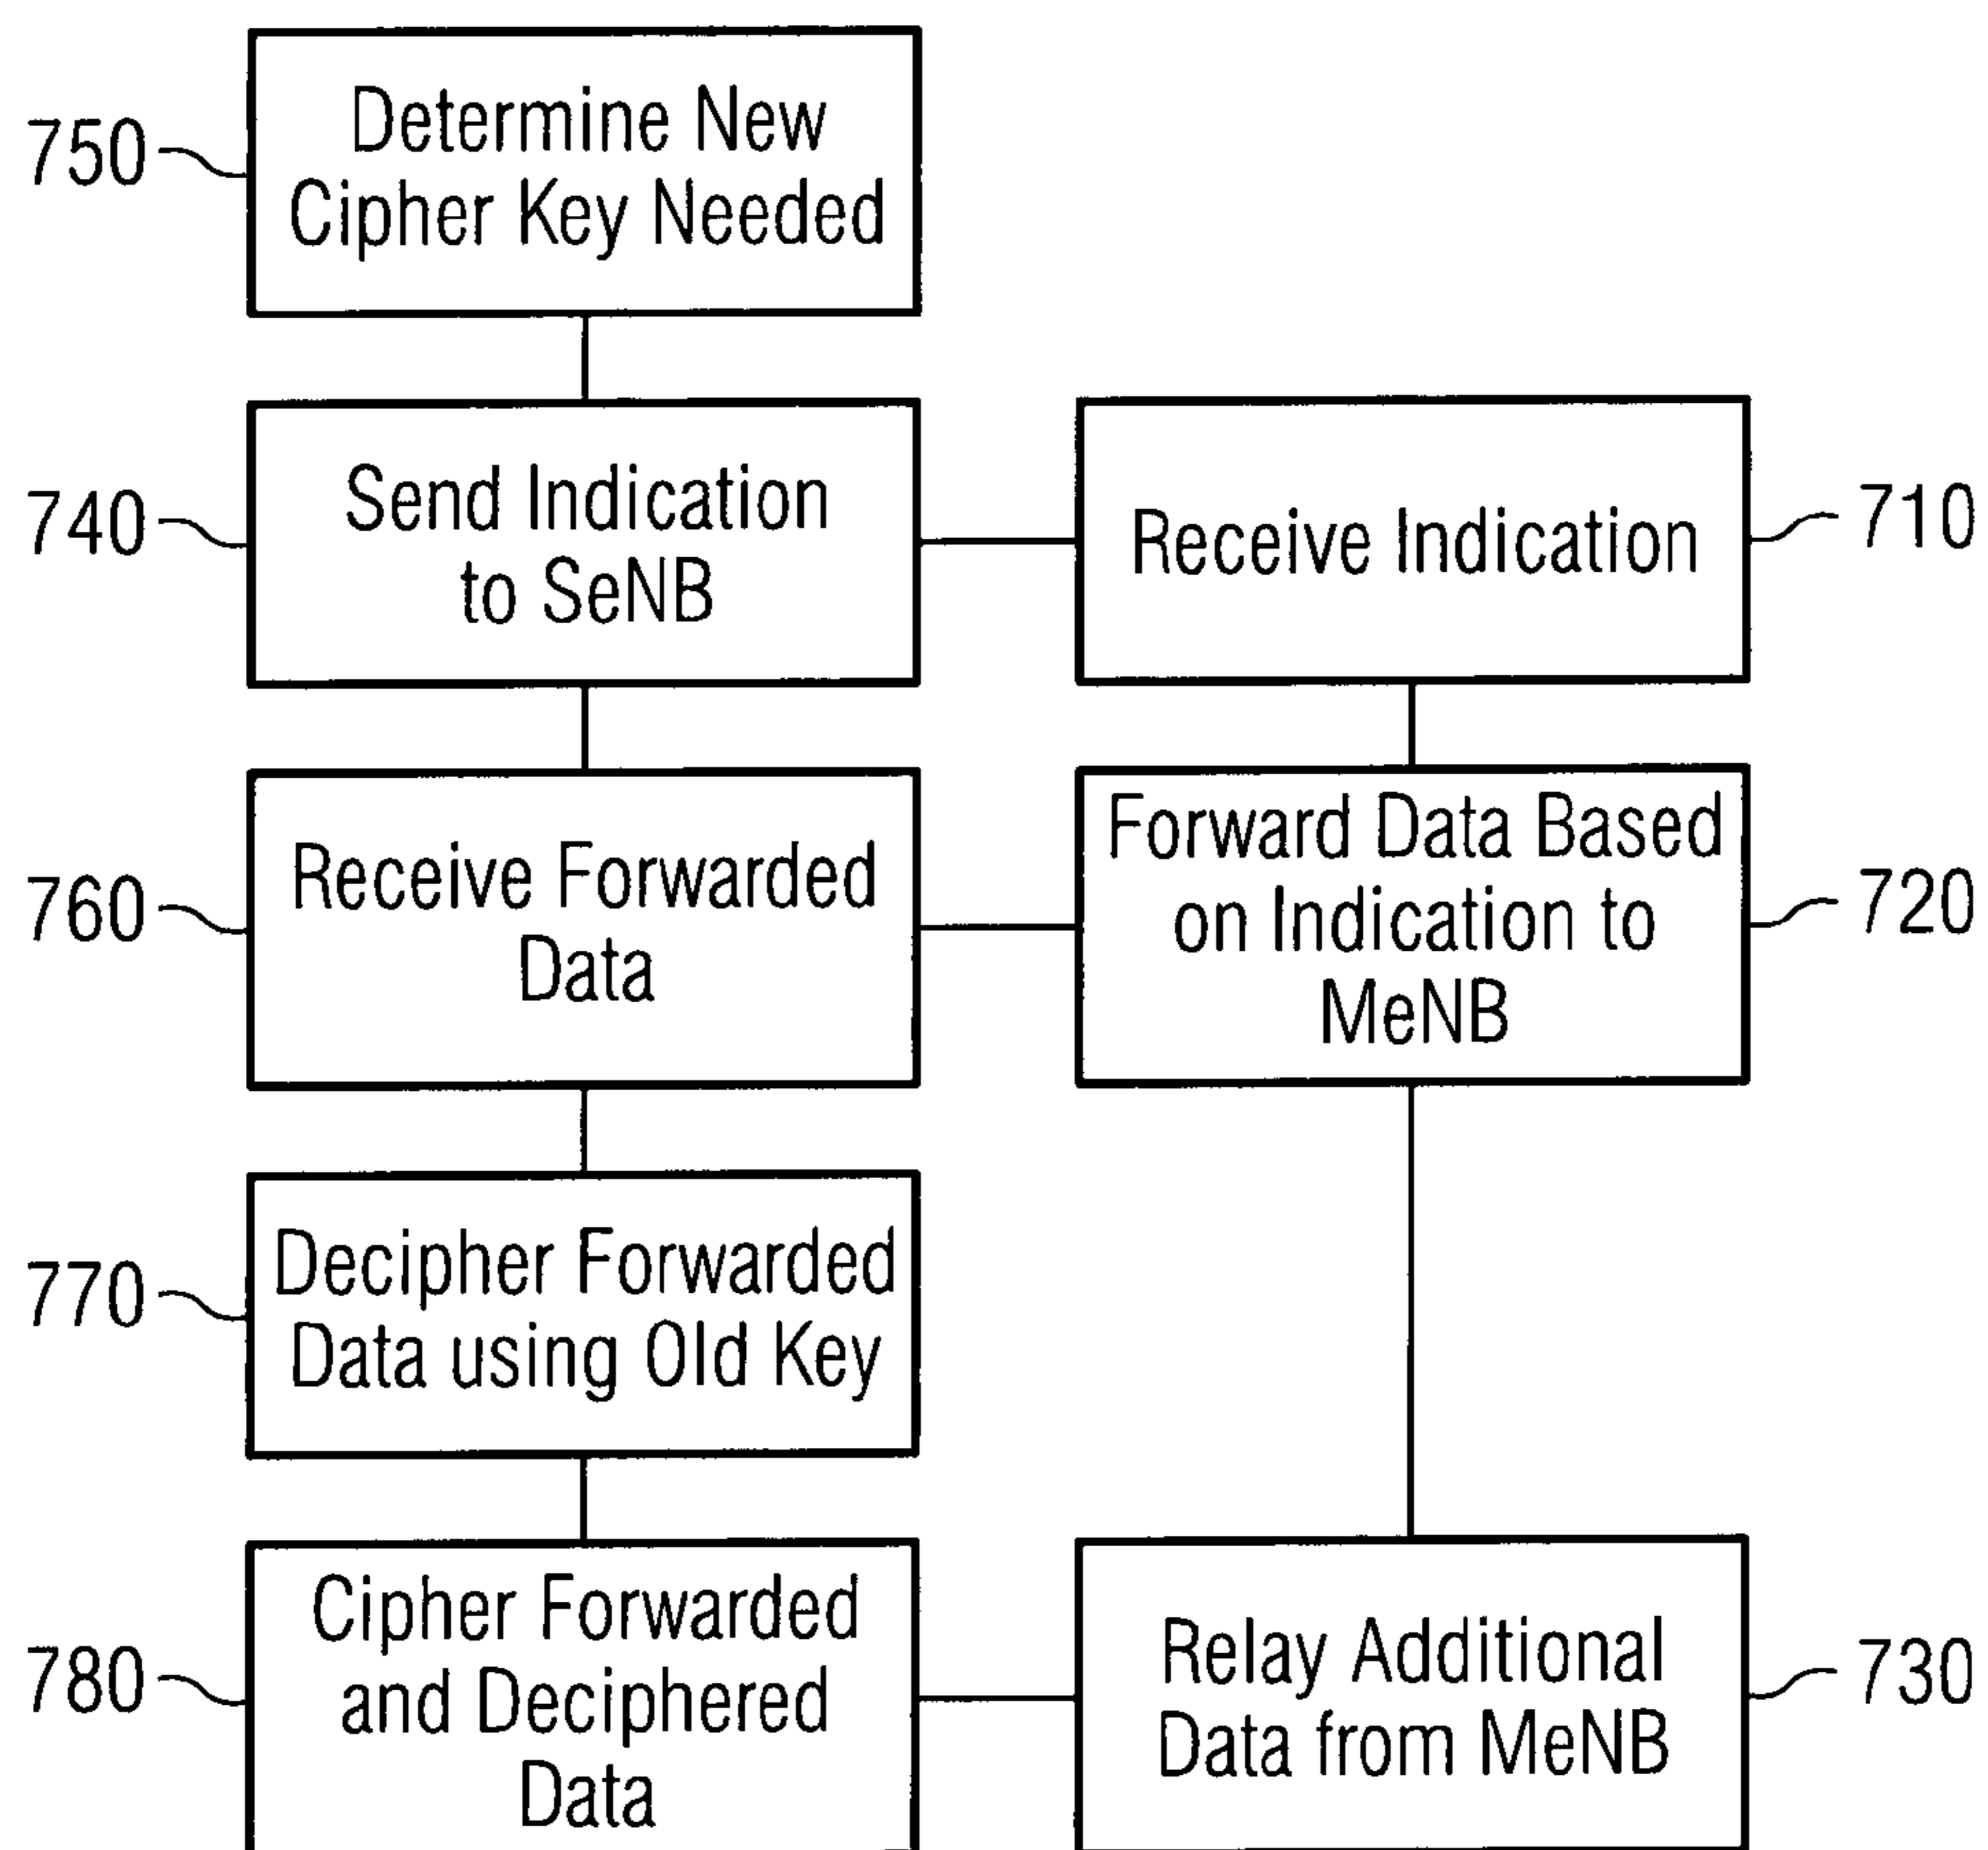 750
Determine New
Cipher Key Needed
740
Send Indication
to SeNB
Receive Indication
710
760
Receive Forwarded
Data
Forward Data Based
on Indication to
MeNB
720
770
Decipher Forwarded
Data using Old Key
780
Cipher Forwarded
and Deciphered
Data
Relay Additional
Data from MeNB
730